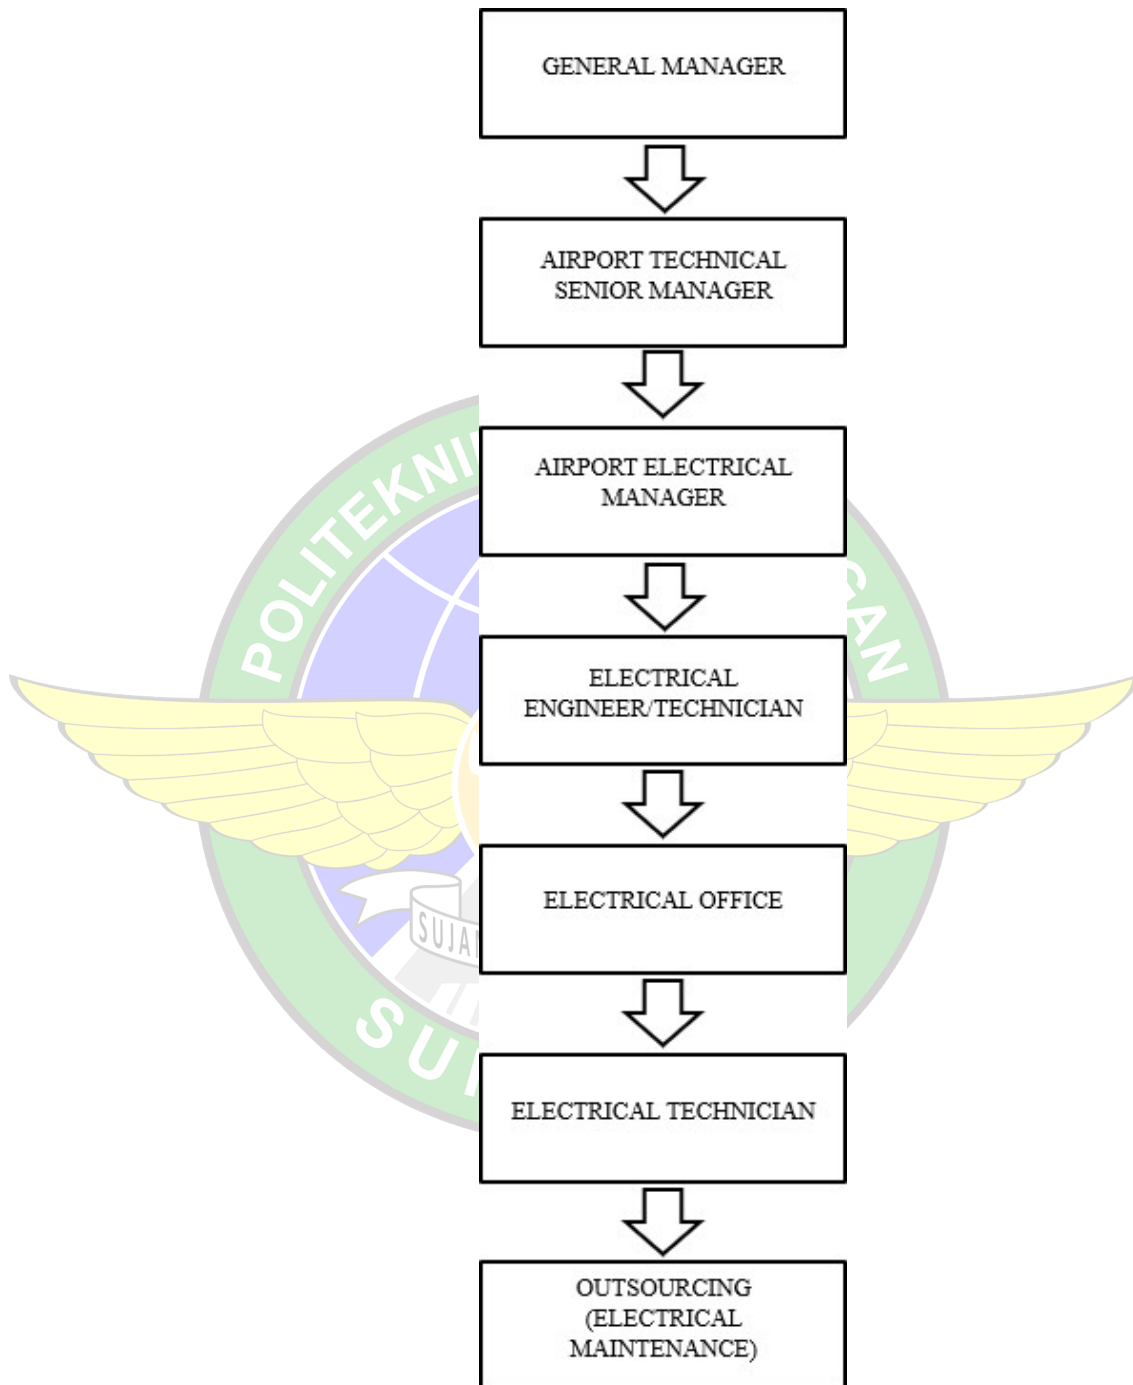 GENERAL MANAGER
AIRPORT TECHNICAL
SENIOR MANAGER
AIRPORT ELECTRICAL
MANAGER
ELECTRICAL
ENGINEER/TECHNICIAN
ELECTRICAL OFFICE
ELECTRICAL TECHNICIAN
OUTSOURCING
(ELECTRICAL
MAINTENANCE)